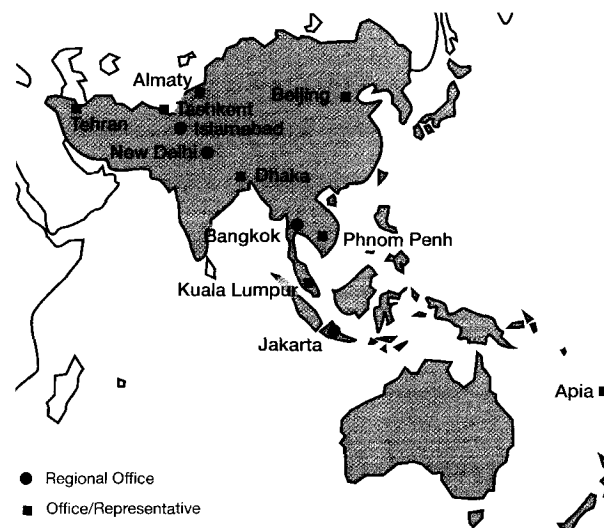 Almaty
Beijing
Tashkent
Tehran
Islamabad
New Delhi
Dhaka
Bangkok
Phnom Penh
Kuala Lumpur
Jakarta
Apia
Regional Office
Office/Representative